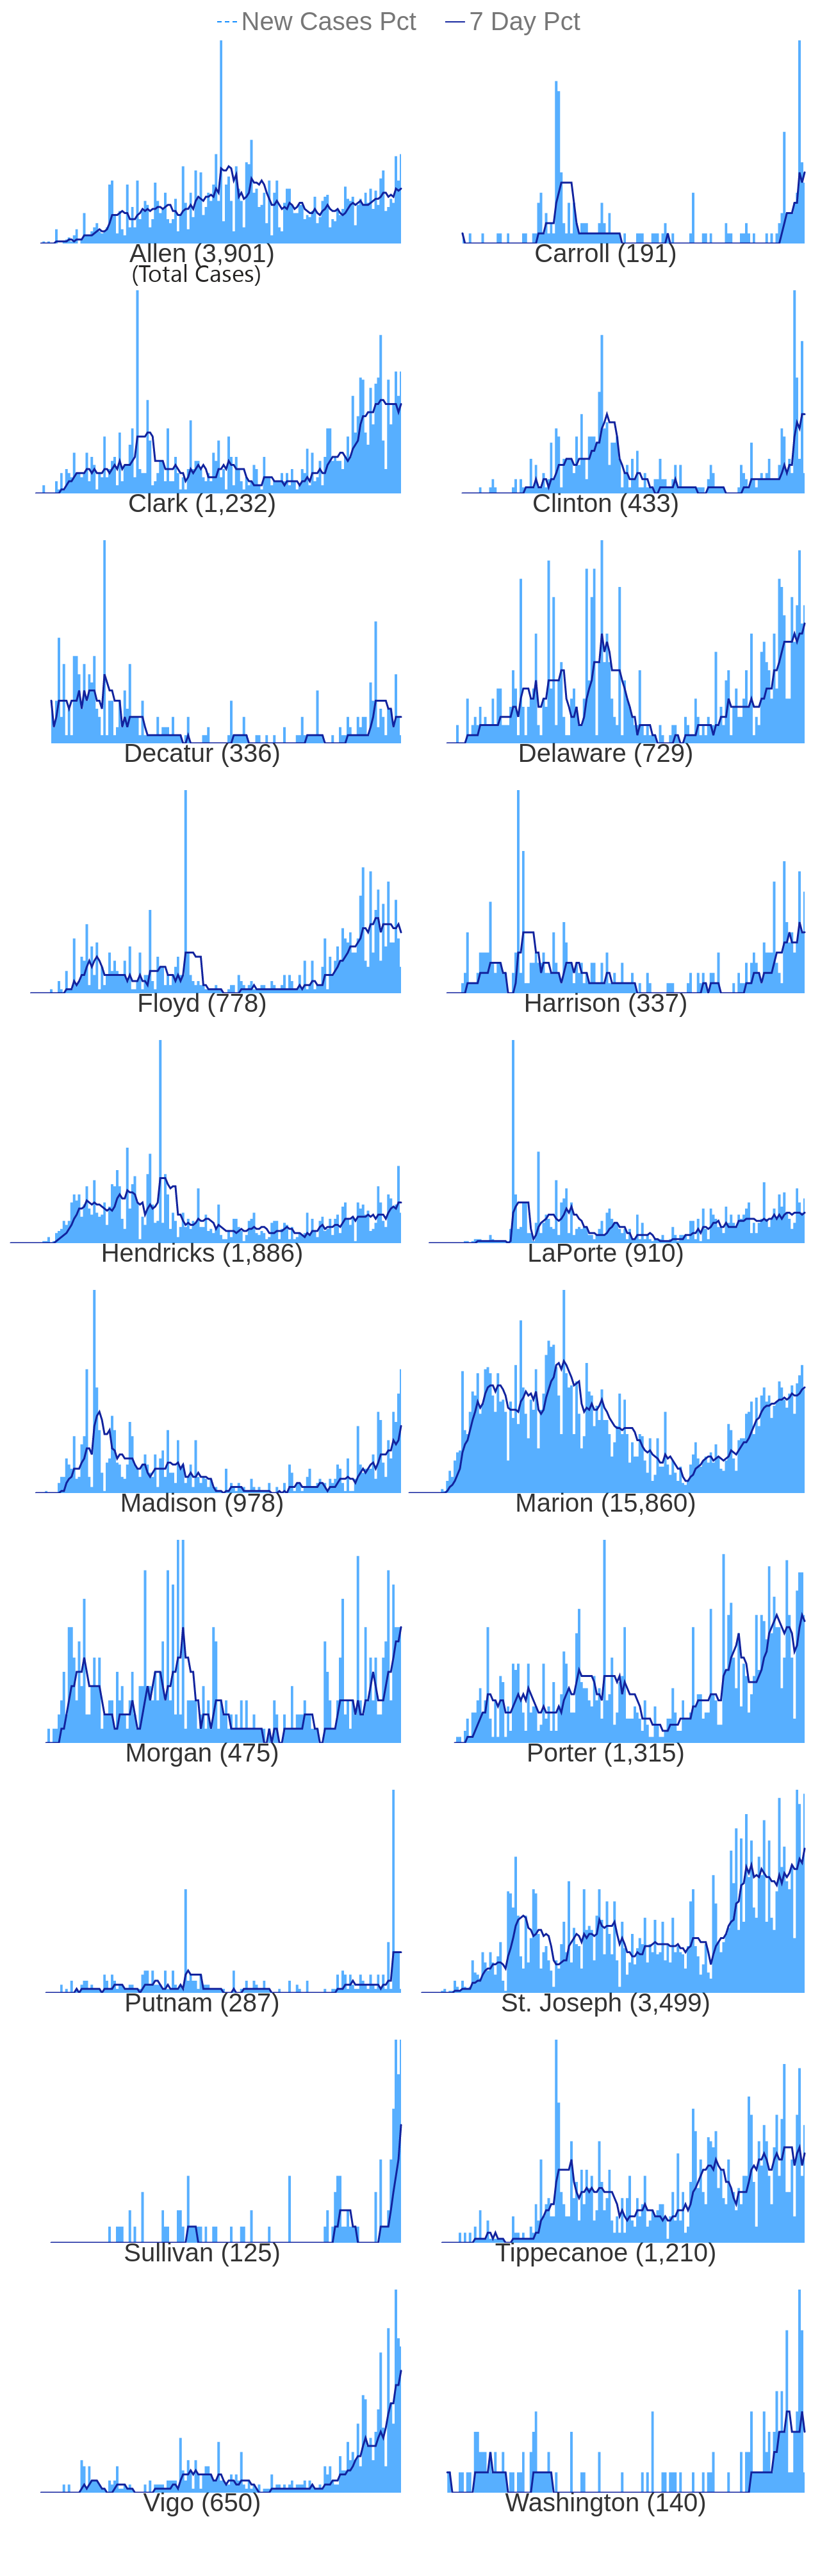 New Cases Pct 7 Day Pct
Allen (3,901) Carroll (191)
(Total Cases)
Clark (1,232) Clinton (433)
Decatur (336) Delaware (729)
Floyd (778) Harrison (337)
Hendricks (1,886) LaPorte (910)
Madison (978) Marion (15,860)
Morgan (475) Porter (1,315)
Putnam (287) St. Joseph (3,499)
Sullivan (125) Tippecanoe (1,210)
Vigo (650) Washington (140)